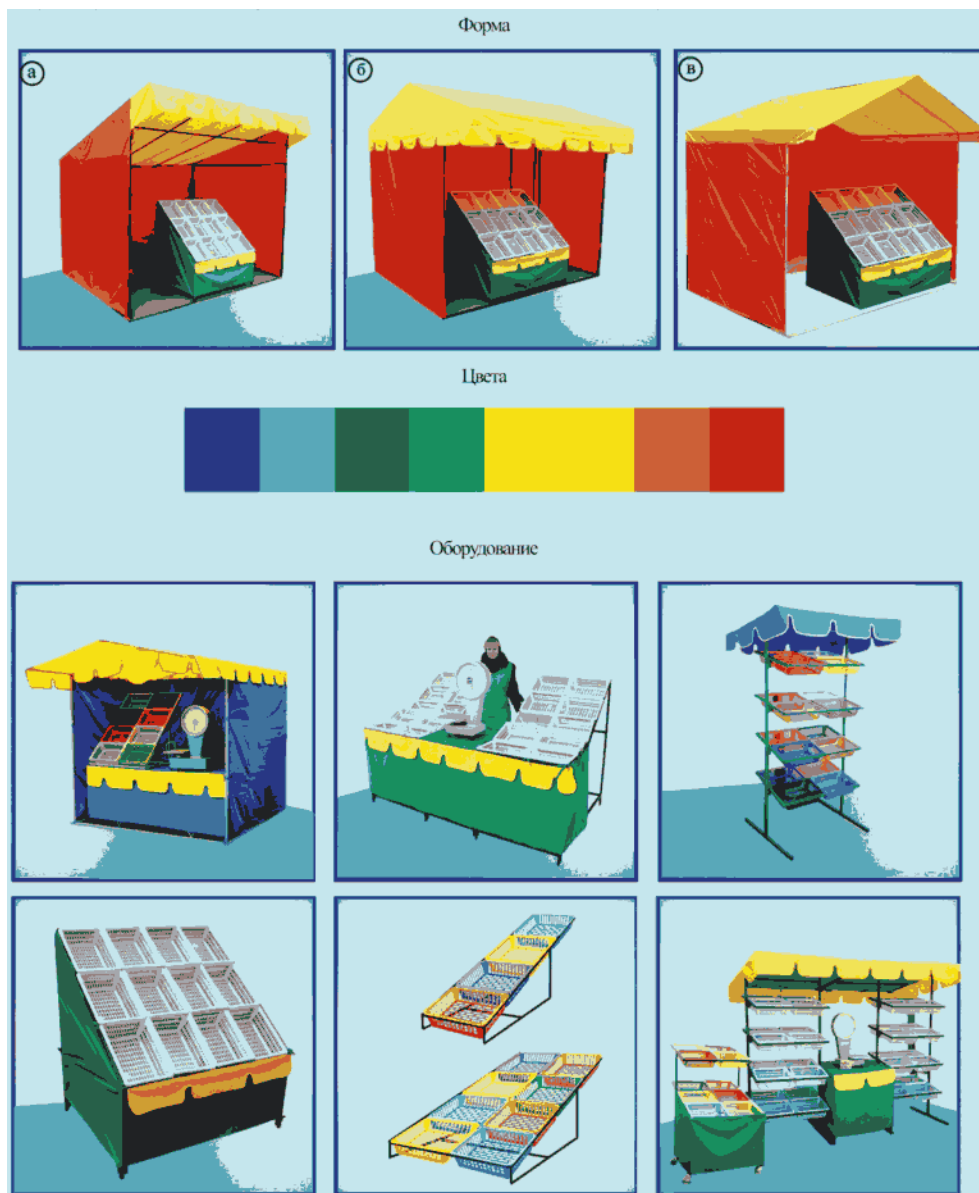 Форма
а
б
в
Цвета
Оборудование